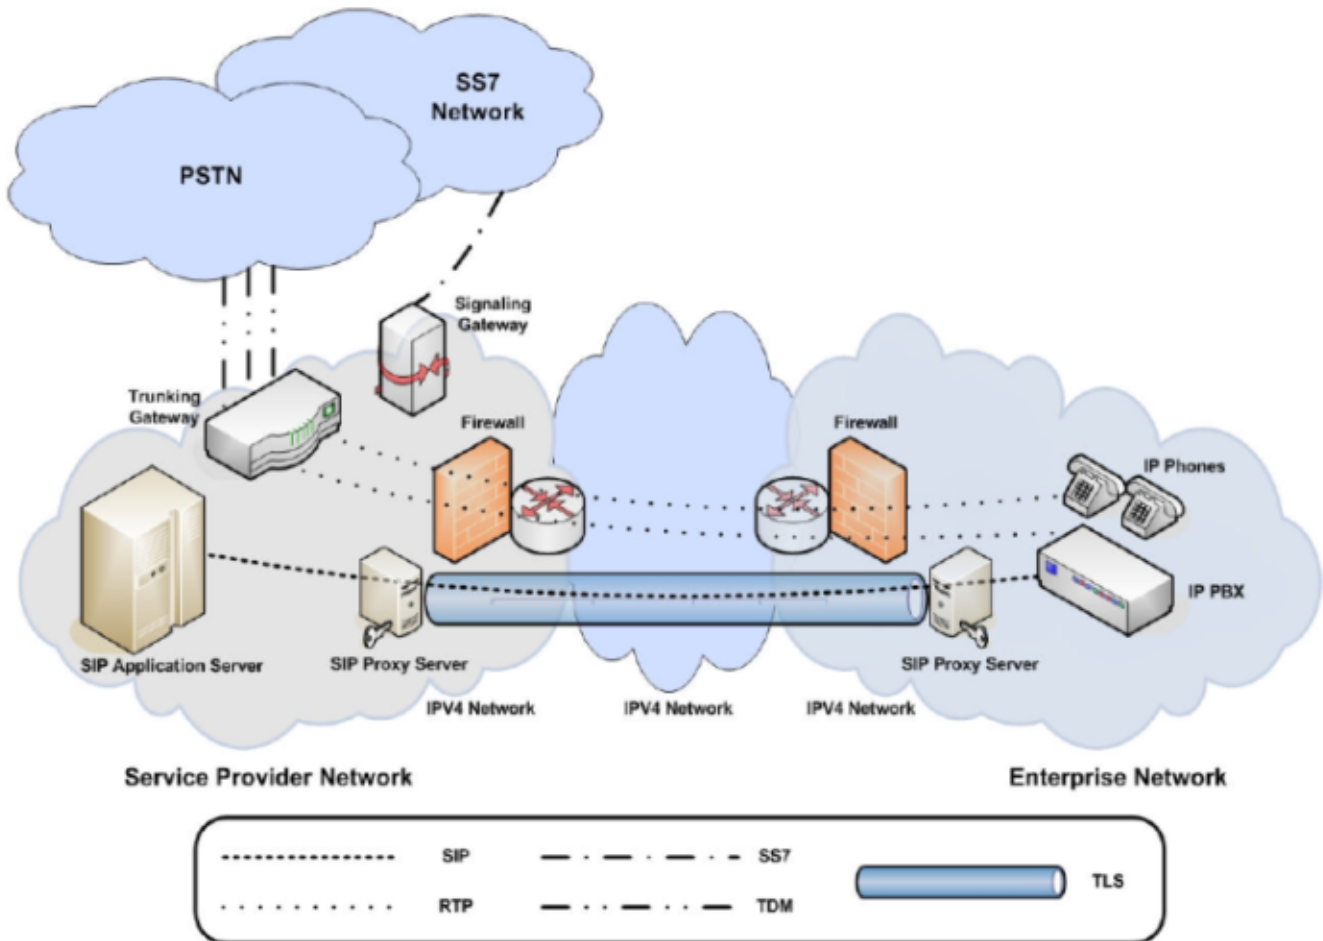 SS7
Network
PSTN
Signaling
Gateway
Trunking
Gateway
Firewall
Firewall
IP Phones
IP PBX
SIP Application Server
SIP Proxy Server
SIP Proxy Server
IPV4 Network
IPV4 Network
IPV4 Network
Service Provider Network
Enterprise Network
SIP
SS7
TLS
RTP
TDM